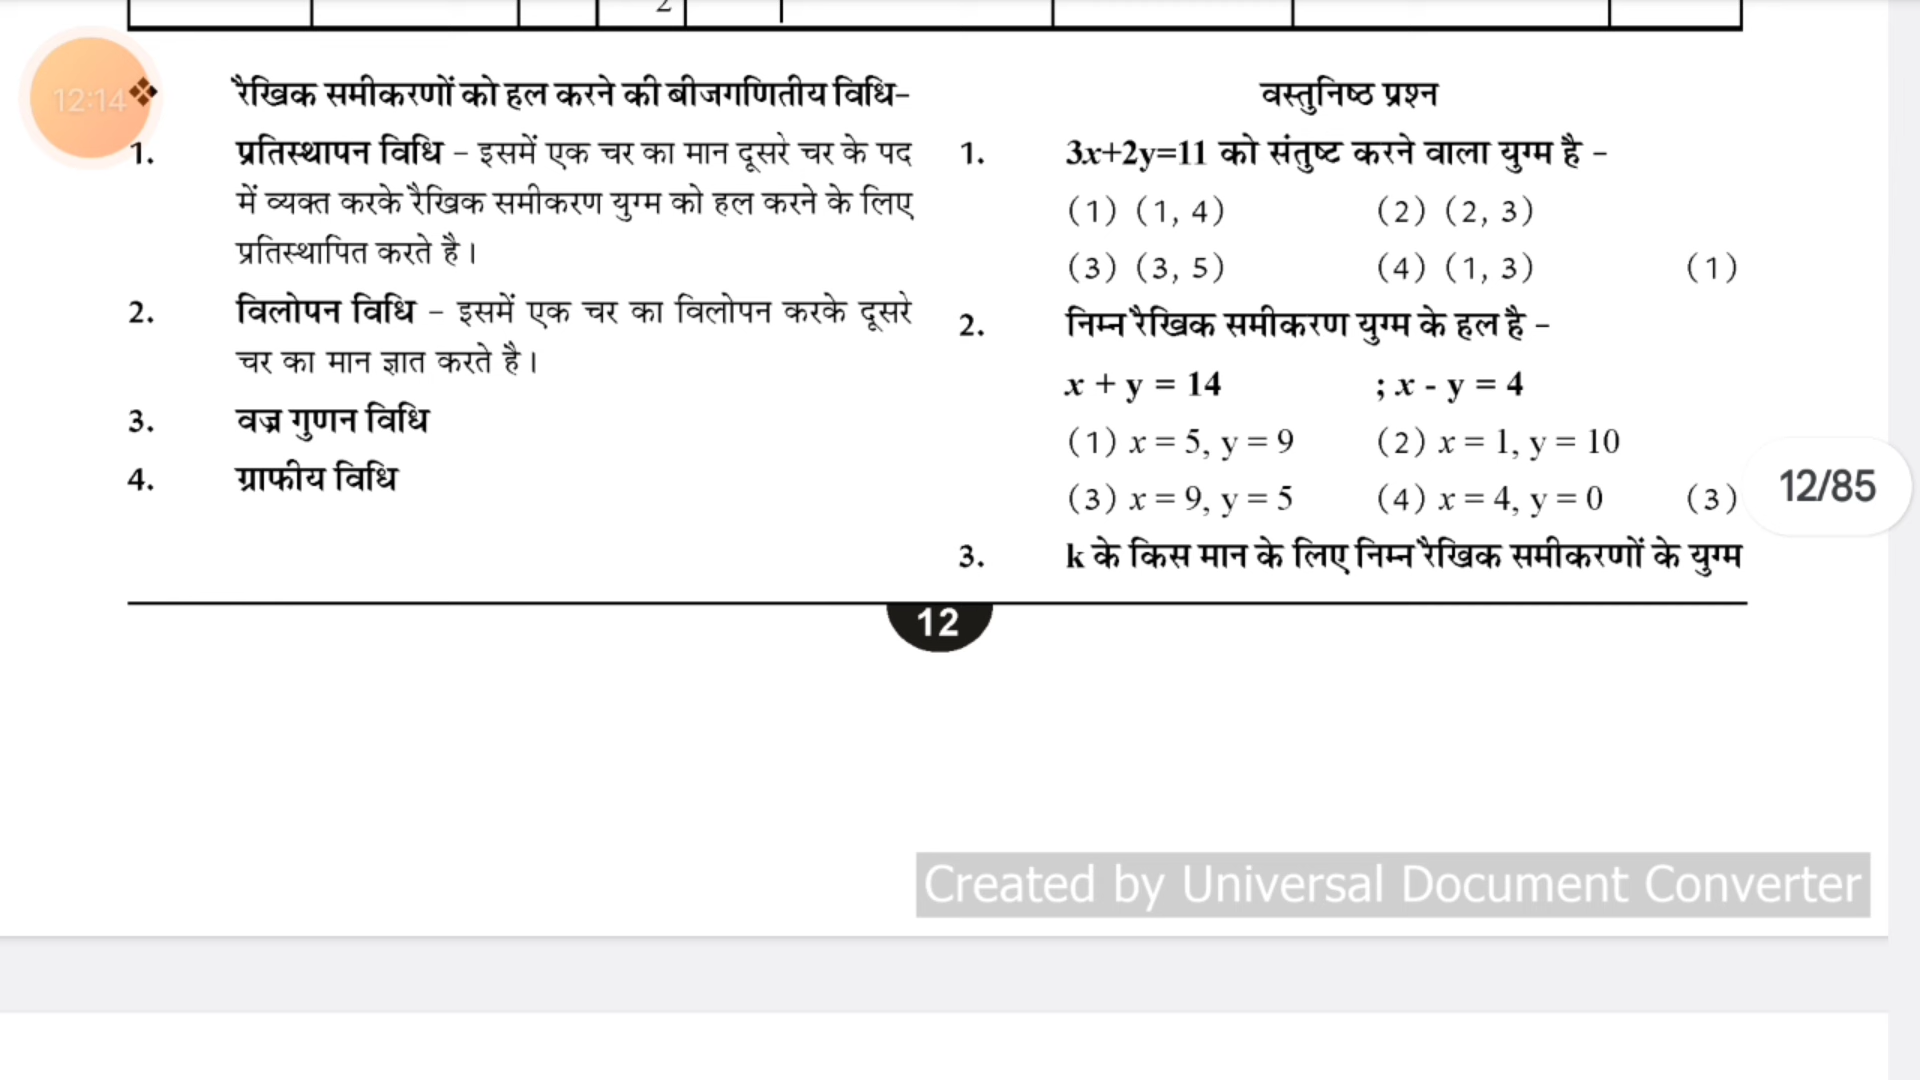 2
12:14
❖ रैखिक समीकरणों को हल करने की बीजगणितीय विधि–
1. प्रतिस्थापन विधि – इसमें एक चर का मान दूसरे चर के पद
में व्यक्त करके रैखिक समीकरण युग्म को हल करने के लिए
प्रतिस्थापित करते है।
2. विलोपन विधि – इसमें एक चर का विलोपन करके दूसरे
चर का मान ज्ञात करते है।
3. वज्र गुणन विधि
4. ग्राफीय विधि
वस्तुनिष्ठ प्रश्न
1. 3x+2y=11 को संतुष्ट करने वाला युग्म है –
(1) (1, 4) (2) (2, 3)
(3) (3, 5) (4) (1, 3) (1)
2. निम्न रैखिक समीकरण युग्म के हल है –
x + y = 14 ; x - y = 4
(1) x = 5, y = 9 (2) x = 1, y = 10
(3) x = 9, y = 5 (4) x = 4, y = 0 (3)
3. k के किस मान के लिए निम्न रैखिक समीकरणों के युग्म
12/85
12
Created by Universal Document Converter